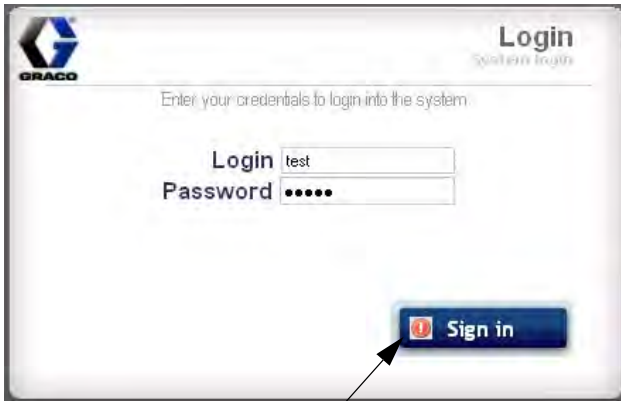 GRACO
Login
System login
Enter your credentials to login into the system
Login test
Password •••••
Sign in